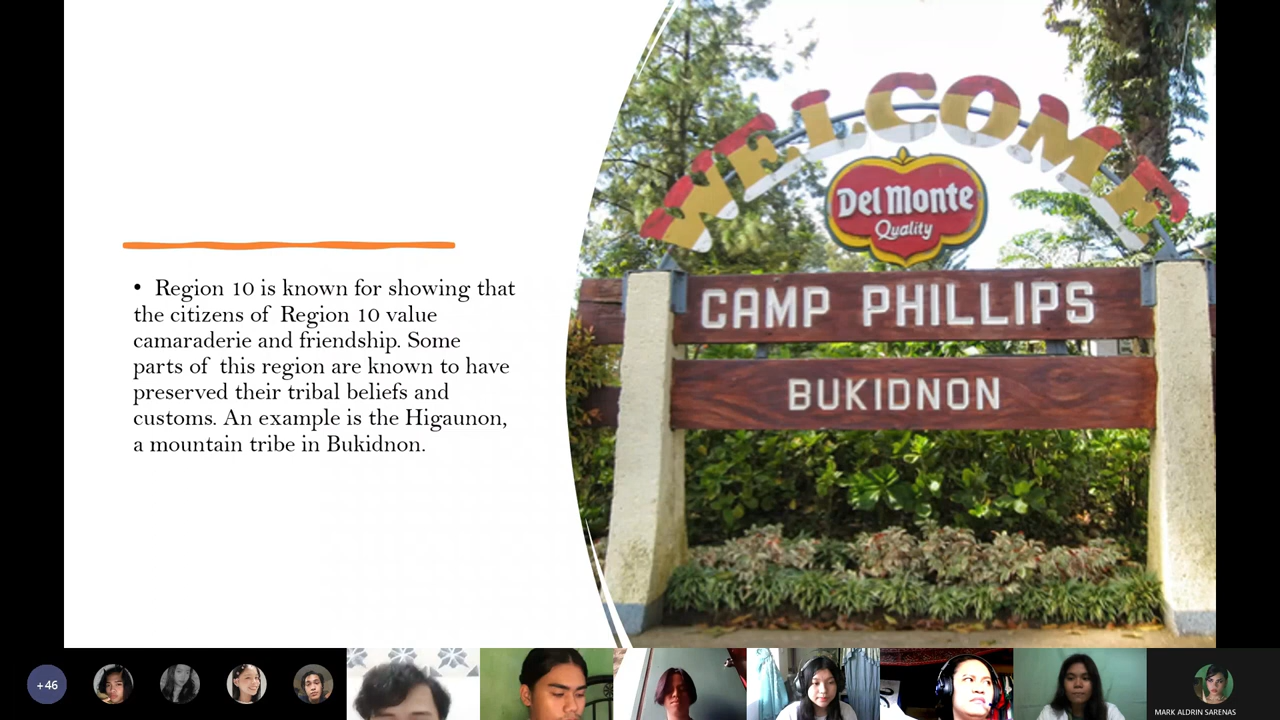 • Region 10 is known for showing that
the citizens of Region 10 value
camaraderie and friendship. Some
parts of this region are known to have
preserved their tribal beliefs and
customs. An example is the Higaunon,
a mountain tribe in Bukidnon.
WELCOME
Del Monte
Quality
CAMP PHILLIPS
BUKIDNON
+46
MARK ALDRIN SARENAS